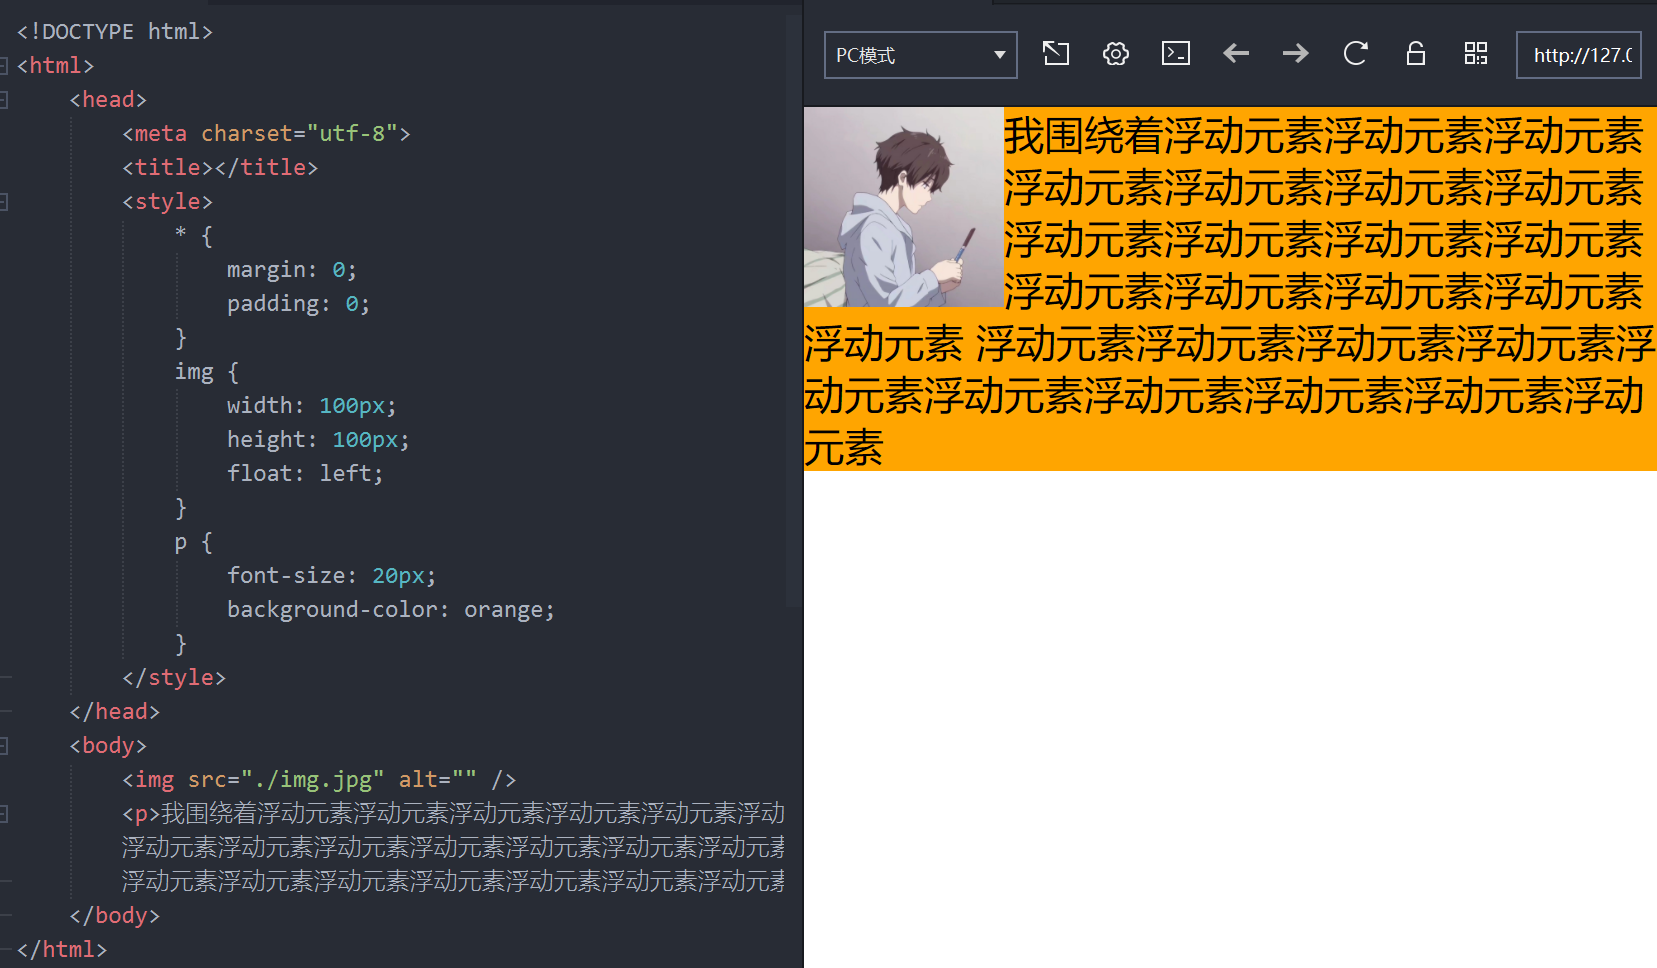 <!DOCTYPE html>
<html>
<head>
<meta charset="utf-8">
<title></title>
<style>
* {
margin: 0;
padding: 0;
}
img {
width: 100px;
height: 100px;
float: left;
}
p {
font-size: 20px;
background-color: orange;
}
</style>
</head>
<body>
<img src="./img.jpg" alt="" />
<p>我围绕着浮动元素浮动元素浮动元素浮动元素浮动元素浮动
浮动元素浮动元素浮动元素浮动元素浮动元素浮动元素浮动元素
浮动元素浮动元素浮动元素浮动元素浮动元素浮动元素浮动元素
</body>
</html>
PC模式
http://127.0
我围绕着浮动元素浮动元素浮动元素
浮动元素浮动元素浮动元素浮动元素
浮动元素浮动元素浮动元素浮动元素
浮动元素浮动元素浮动元素浮动元素
浮动元素 浮动元素浮动元素浮动元素浮动元素浮
动元素浮动元素浮动元素浮动元素浮动元素浮动
元素